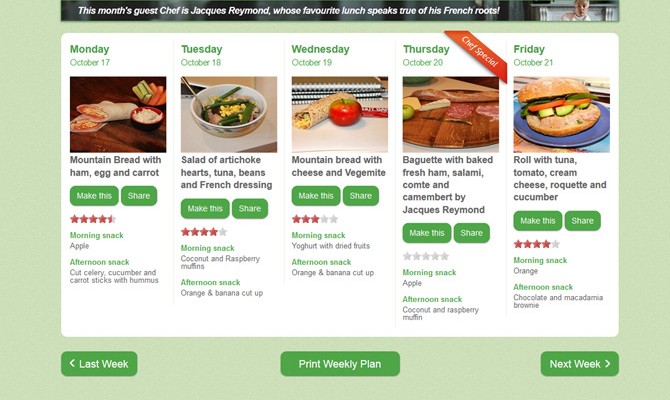 This month's guest Chef is Jacques Reymond, whose favourite lunch speaks true of his French roots!
Monday
October 17
Mountain Bread with
ham, egg and carrot
Make this Share
Morning snack
Apple
Afternoon snack
Cut celery, cucumber and
carrot sticks with hummus
Tuesday
October 18
Salad of artichoke
hearts, tuna, beans
and French dressing
Make this Share
Morning snack
Coconut and Raspberry
muffins
Afternoon snack
Orange & banana cut up
Wednesday
October 19
Mountain bread with
cheese and Vegemite
Make this Share
Morning snack
Yoghurt with dried fruits
Afternoon snack
Orange & banana cut up
Thursday
October 20
Chef Special
Baguette with baked
fresh ham, salami,
comte and
camembert by
Jacques Reymond
Make this Share
Morning snack
Apple
Afternoon snack
Coconut and raspberry
muffin
Friday
October 21
Roll with tuna,
tomato, cream
cheese, roquette and
cucumber
Make this Share
Morning snack
Orange
Afternoon snack
Chocolate and macadamia
brownie
Last Week
Print Weekly Plan
Next Week